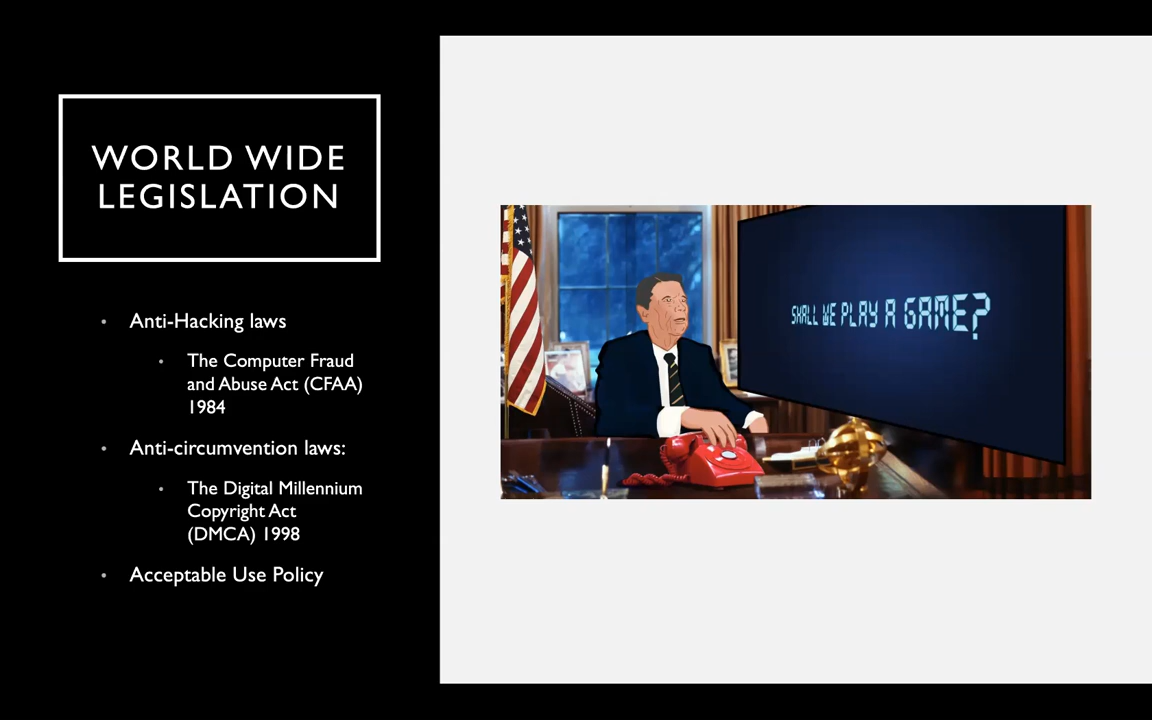 WORLD WIDE
LEGISLATION
• Anti-Hacking laws
• The Computer Fraud
and Abuse Act (CFAA)
1984
• Anti-circumvention laws:
• The Digital Millennium
Copyright Act
(DMCA) 1998
• Acceptable Use Policy
SHALL WE PLAY A GAME?